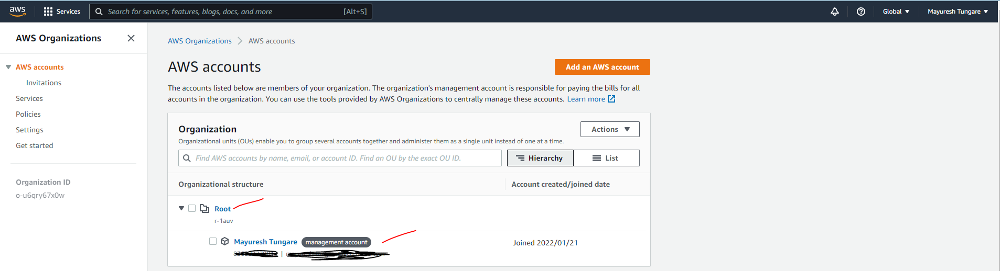 aws
Services
Search for services, features, blogs, docs, and more
[Alt+S]
Global
Mayuresh Tungare
AWS Organizations
AWS accounts
Invitations
Services
Policies
Settings
Get started
Organization ID
o-u6qry67x0w
AWS Organizations
AWS accounts
AWS accounts
Add an AWS account
The accounts listed below are members of your organization. The organization's management account is responsible for paying the bills for all
accounts in the organization. You can use the tools provided by AWS Organizations to centrally manage these accounts. Learn more
Organization
Actions
Organizational units (OUs) enable you to group several accounts together and administer them as a single unit instead of one at a time.
Find AWS accounts by name, email, or account ID. Find an OU by the exact OU ID.
Hierarchy
List
Organizational structure
Account created/joined date
Root
r-1auv
Mayuresh Tungare management account
Joined 2022/01/21
|